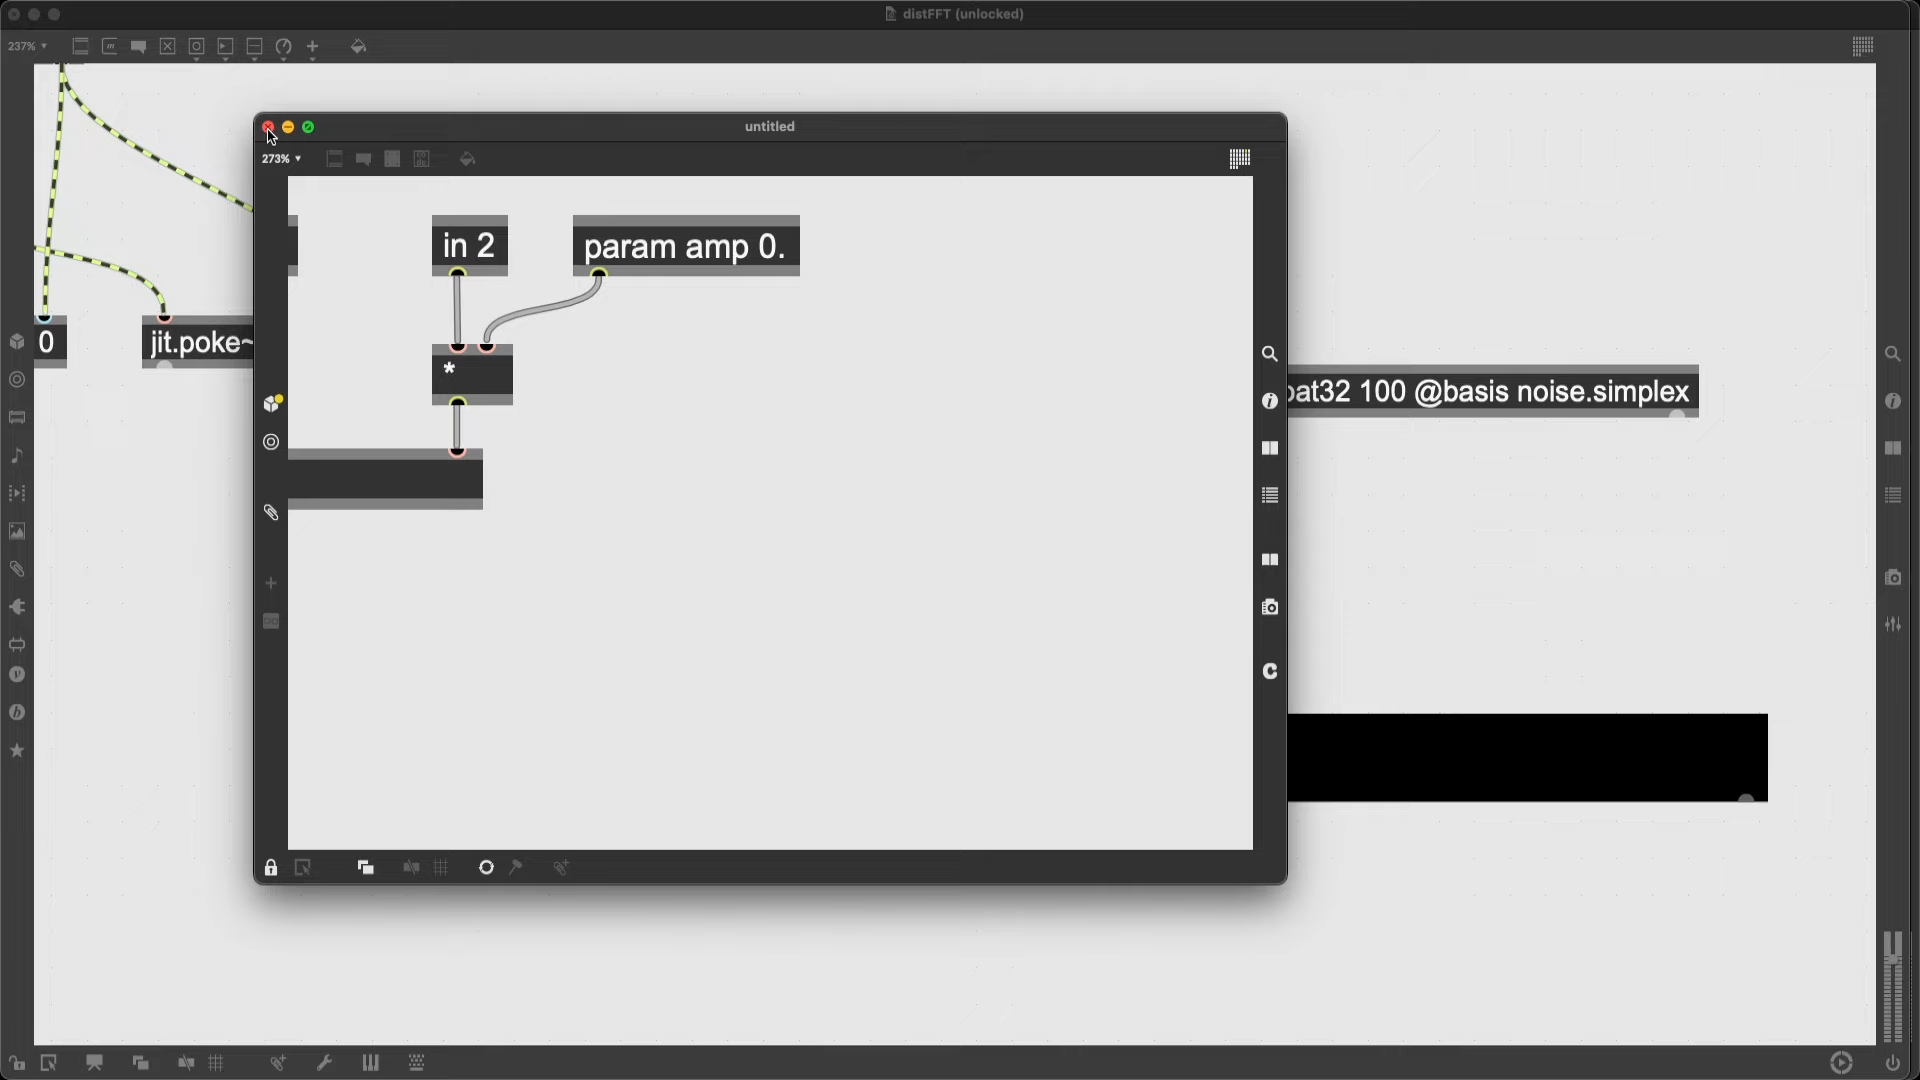 distFFT (unlocked)
237%
untitled
273%
in 2
param amp 0.
*
0
jit.poke~
at32 100 @basis noise.simplex